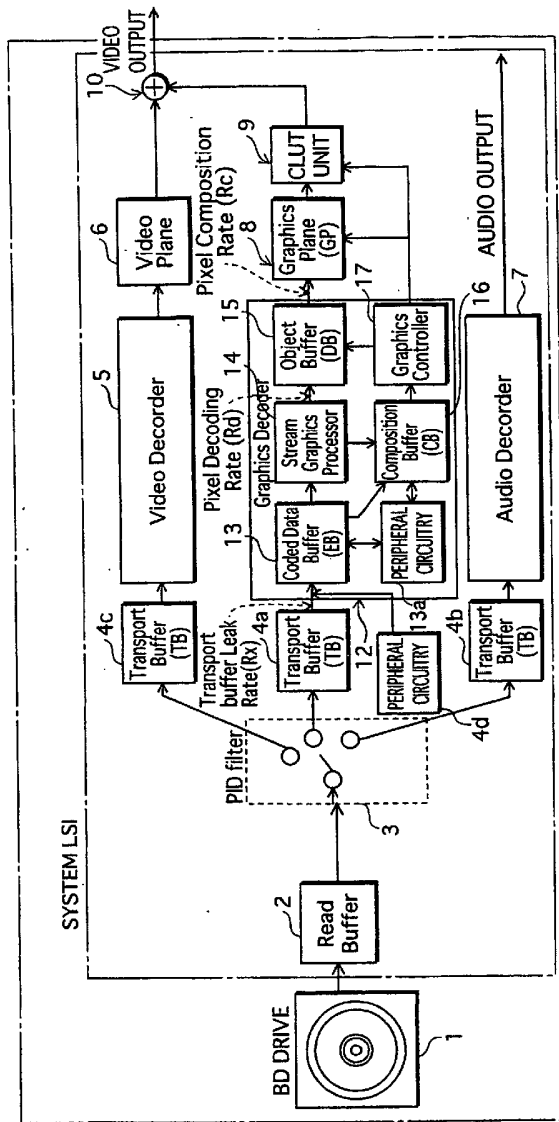 SYSTEM LSI
BD DRIVE
1
2
Read
Buffer
PID filter
3
4c
Transport
Buffer
(TB)
5
Video Decorder
6
Video Plane
10
VIDEO
OUTPUT
Transport
buffer Leak
Rate(Rx)
4a
Transport
Buffer
(TB)
PERIPHERAL
CIRCUITRY
4d
12
13
Coded Data
Buffer
(EB)
PERIPHERAL
CIRCUITRY
13a
Pixel Decoding
Rate (Rd)
Graphics Decoder
14
Stream
Graphics
Processor
Composition
Buffer
(CB)
16
15
Object
Buffer
(DB)
17
Graphics
Controller
Pixel Composition
Rate (Rc)
8
Graphics
Plane
(GP)
9
CLUT
UNIT
4b
Transport
Buffer
(TB)
Audio Decorder
7
AUDIO OUTPUT